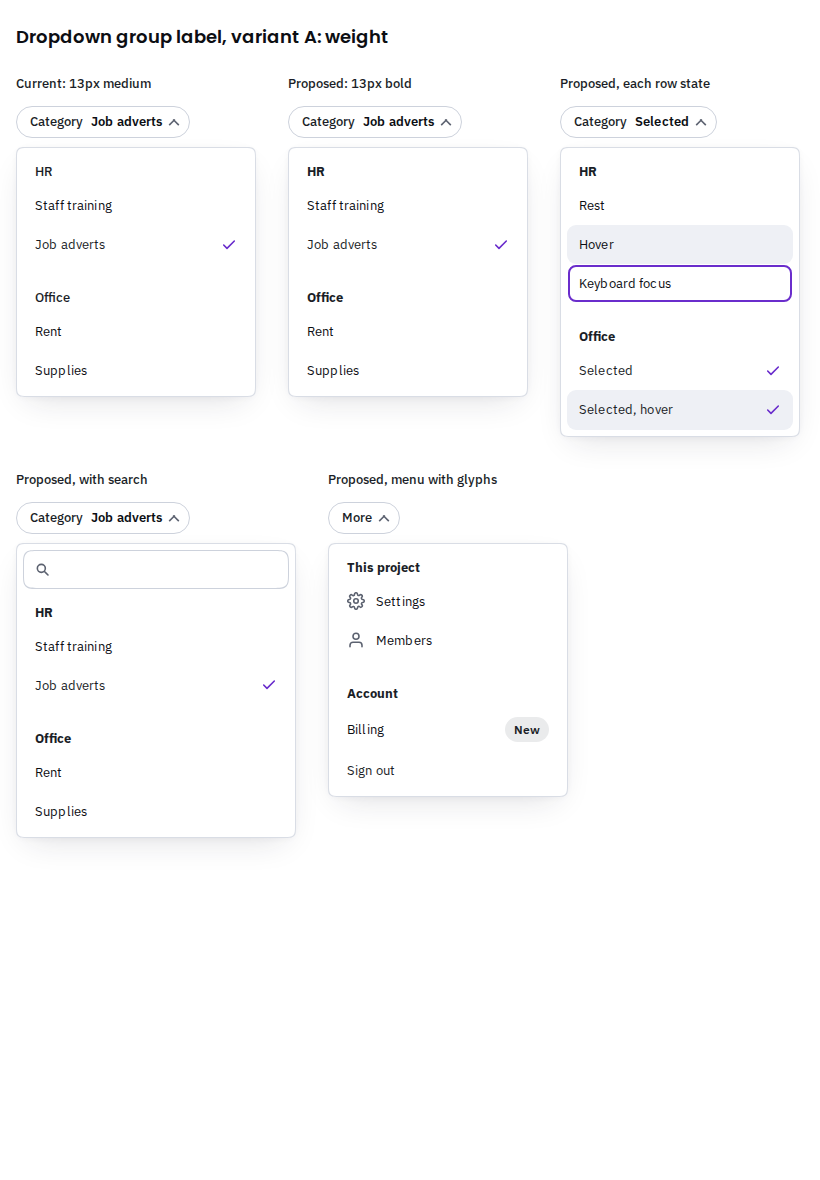 Dropdown group label, variant A: weight
Current: 13px medium
Category Job adverts
HR
Staff training
Job adverts
Office
Rent
Supplies
Proposed: 13px bold
Category Job adverts
HR
Staff training
Job adverts
Office
Rent
Supplies
Proposed, each row state
Category Selected
HR
Rest
Hover
Keyboard focus
Office
Selected
Selected, hover
Proposed, with search
Category Job adverts
HR
Staff training
Job adverts
Office
Rent
Supplies
Proposed, menu with glyphs
More
This project
Settings
Members
Account
Billing New
Sign out